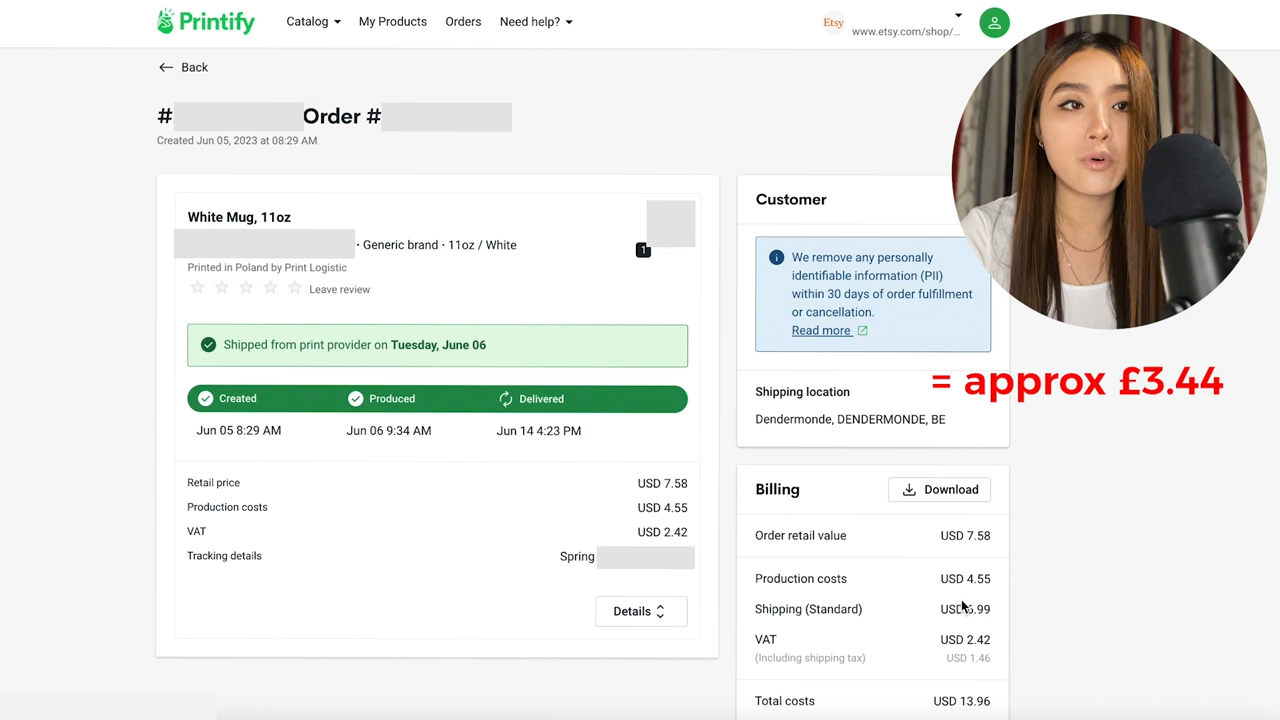 Printify
Catalog My Products Orders Need help?
Etsy
www.etsy.com/shop/...
Back
# Order #
Created Jun 05, 2023 at 08:29 AM
White Mug, 11oz
· Generic brand · 11oz / White
1
Printed in Poland by Print Logistic
Leave review
Shipped from print provider on Tuesday, June 06
Created Produced Delivered
Jun 05 8:29 AM Jun 06 9:34 AM Jun 14 4:23 PM
Retail price USD 7.58
Production costs USD 4.55
VAT USD 2.42
Tracking details Spring
Details
Customer
We remove any personally
identifiable information (PII)
within 30 days of order fulfillment
or cancellation.
Read more
= approx £3.44
Shipping location
Dendermonde, DENDERMONDE, BE
Billing Download
Order retail value USD 7.58
Production costs USD 4.55
Shipping (Standard) USD
VAT USD 2.42
(Including shipping tax) USD 1.46
Total costs USD 13.96